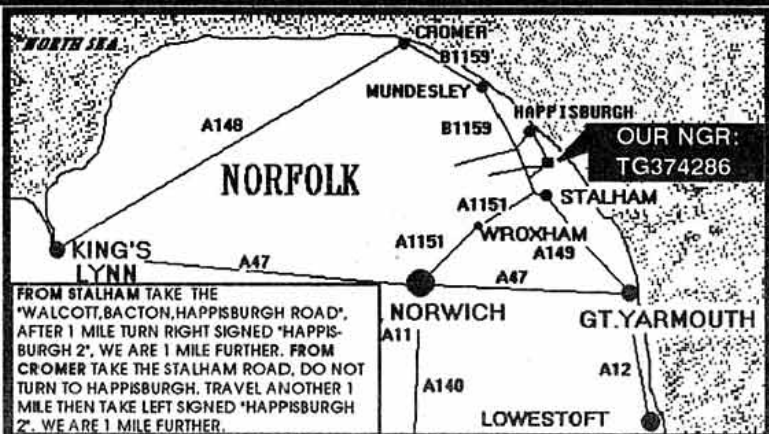 NORTH SEA
CROMER
B1159
MUNDESLEY
HAPPISBURGH
A148
B1159
OUR NGR:
TG374286
NORFOLK
STALHAM
A1151
WROXHAM
A1151
A149
KING'S
LYNN
A47
A47
NORWICH
GT.YARMOUTH
A11
A12
A140
LOWESTOFT
FROM STALHAM TAKE THE
"WALCOTT,BACTON,HAPPISBURGH ROAD",
AFTER 1 MILE TURN RIGHT SIGNED "HAPPIS-
BURGH 2", WE ARE 1 MILE FURTHER. FROM
CROMER TAKE THE STALHAM ROAD, DO NOT
TURN TO HAPPISBURGH. TRAVEL ANOTHER 1
MILE THEN TAKE LEFT SIGNED "HAPPISBURGH
2". WE ARE 1 MILE FURTHER.